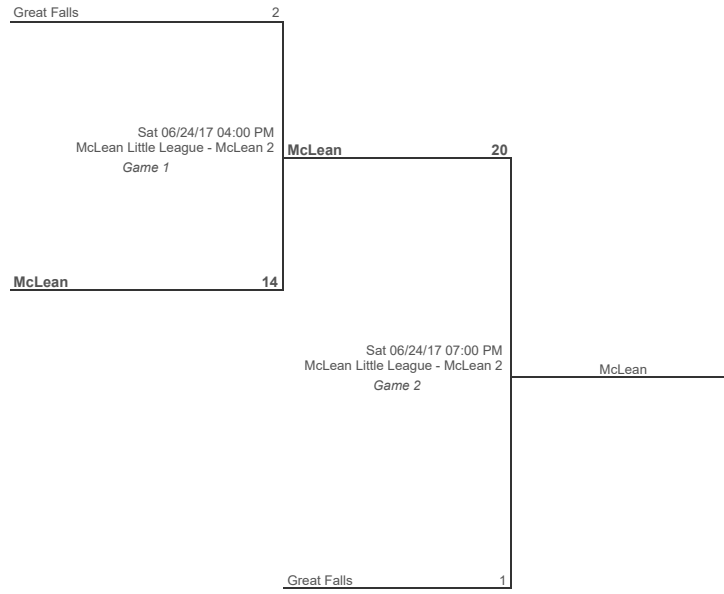 Great Falls 2
Sat 06/24/17 04:00 PM
McLean Little League - McLean 2
Game 1
McLean 20
McLean 14
Sat 06/24/17 07:00 PM
McLean Little League - McLean 2
Game 2
McLean
Great Falls 1